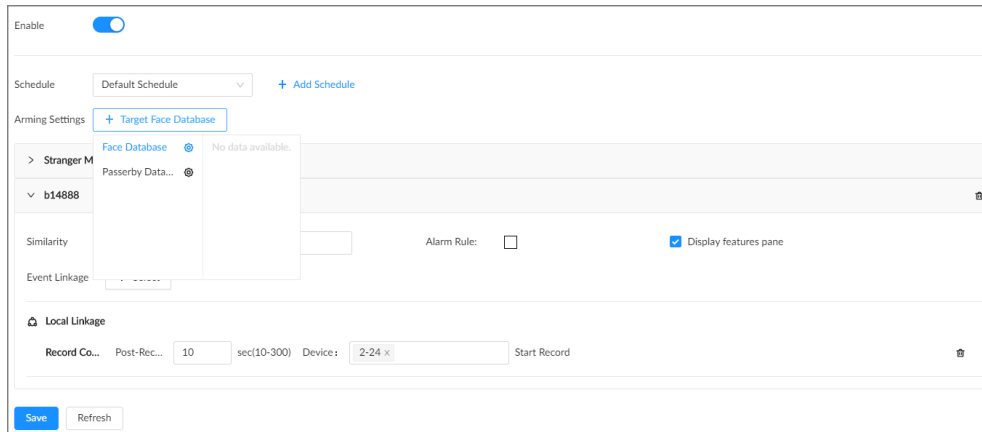 Enable
Schedule Default Schedule + Add Schedule
Arming Settings + Target Face Database
Face Database No data available.
Stranger M
Passerby Data...
b14888
Similarity Alarm Rule: Display features pane
Event Linkage
Local Linkage
Record Co... Post-Rec... 10 sec(10-300) Device: 2-24 × Start Record
Save Refresh